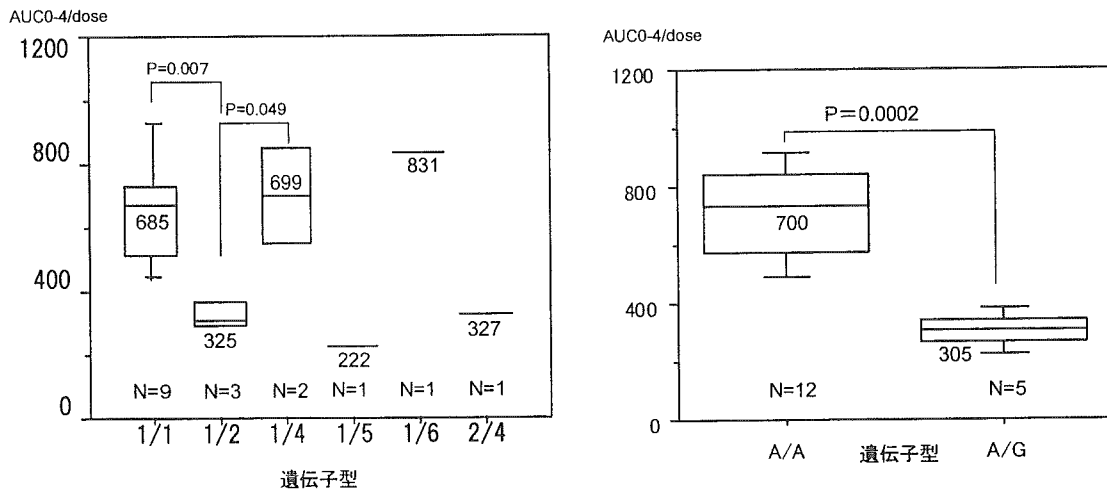 AUC0-4/dose
1200
P=0.007
P=0.049
800
685
699
831
400
325
222
327
N=9 N=3 N=2 N=1 N=1 N=1
0
1/1 1/2 1/4 1/5 1/6 2/4
遺伝子型
AUC0-4/dose
1200
P=0.0002
800
700
400
305
N=12 N=5
0
A/A 遺伝子型 A/G